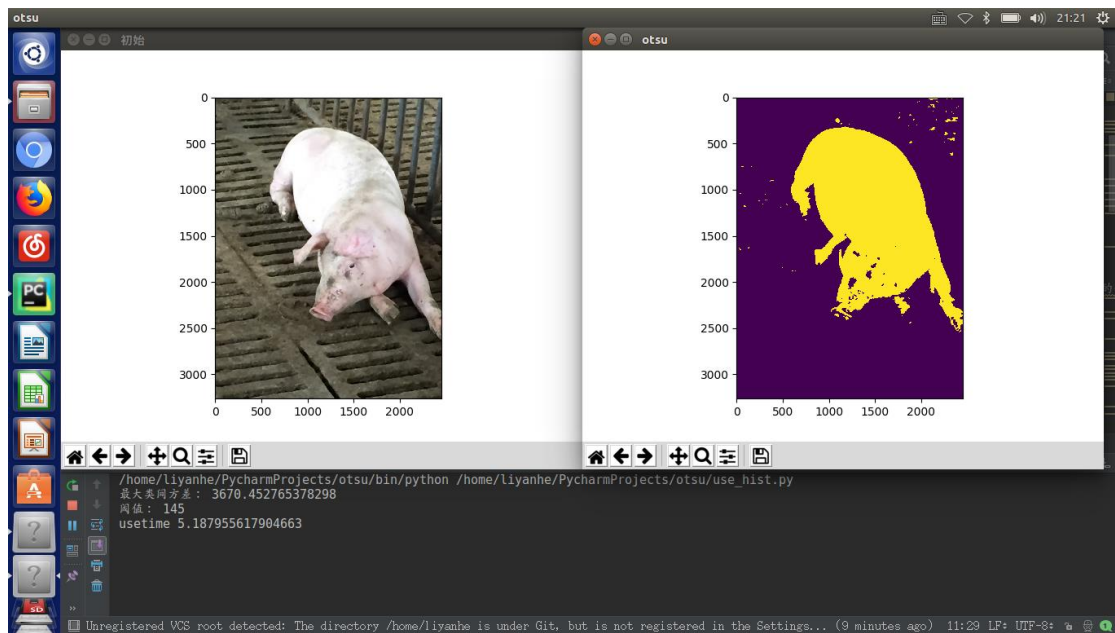 otsu
21:21
初始
otsu
0
500
1000
1500
2000
2500
3000
0 500 1000 1500 2000
0
500
1000
1500
2000
2500
3000
0 500 1000 1500 2000
/home/liyanhe/PycharmProjects/otsu/bin/python /home/liyanhe/PycharmProjects/otsu/use_hist.py
最大类间方差: 3670.452765378298
阈值: 145
usetime 5.187955617904663
PC
A
SD
Unregistered VCS root detected: The directory /home/liyanhe is under Git, but is not registered in the Settings... (9 minutes ago) 11:29 LF÷ UTF-8÷ 1